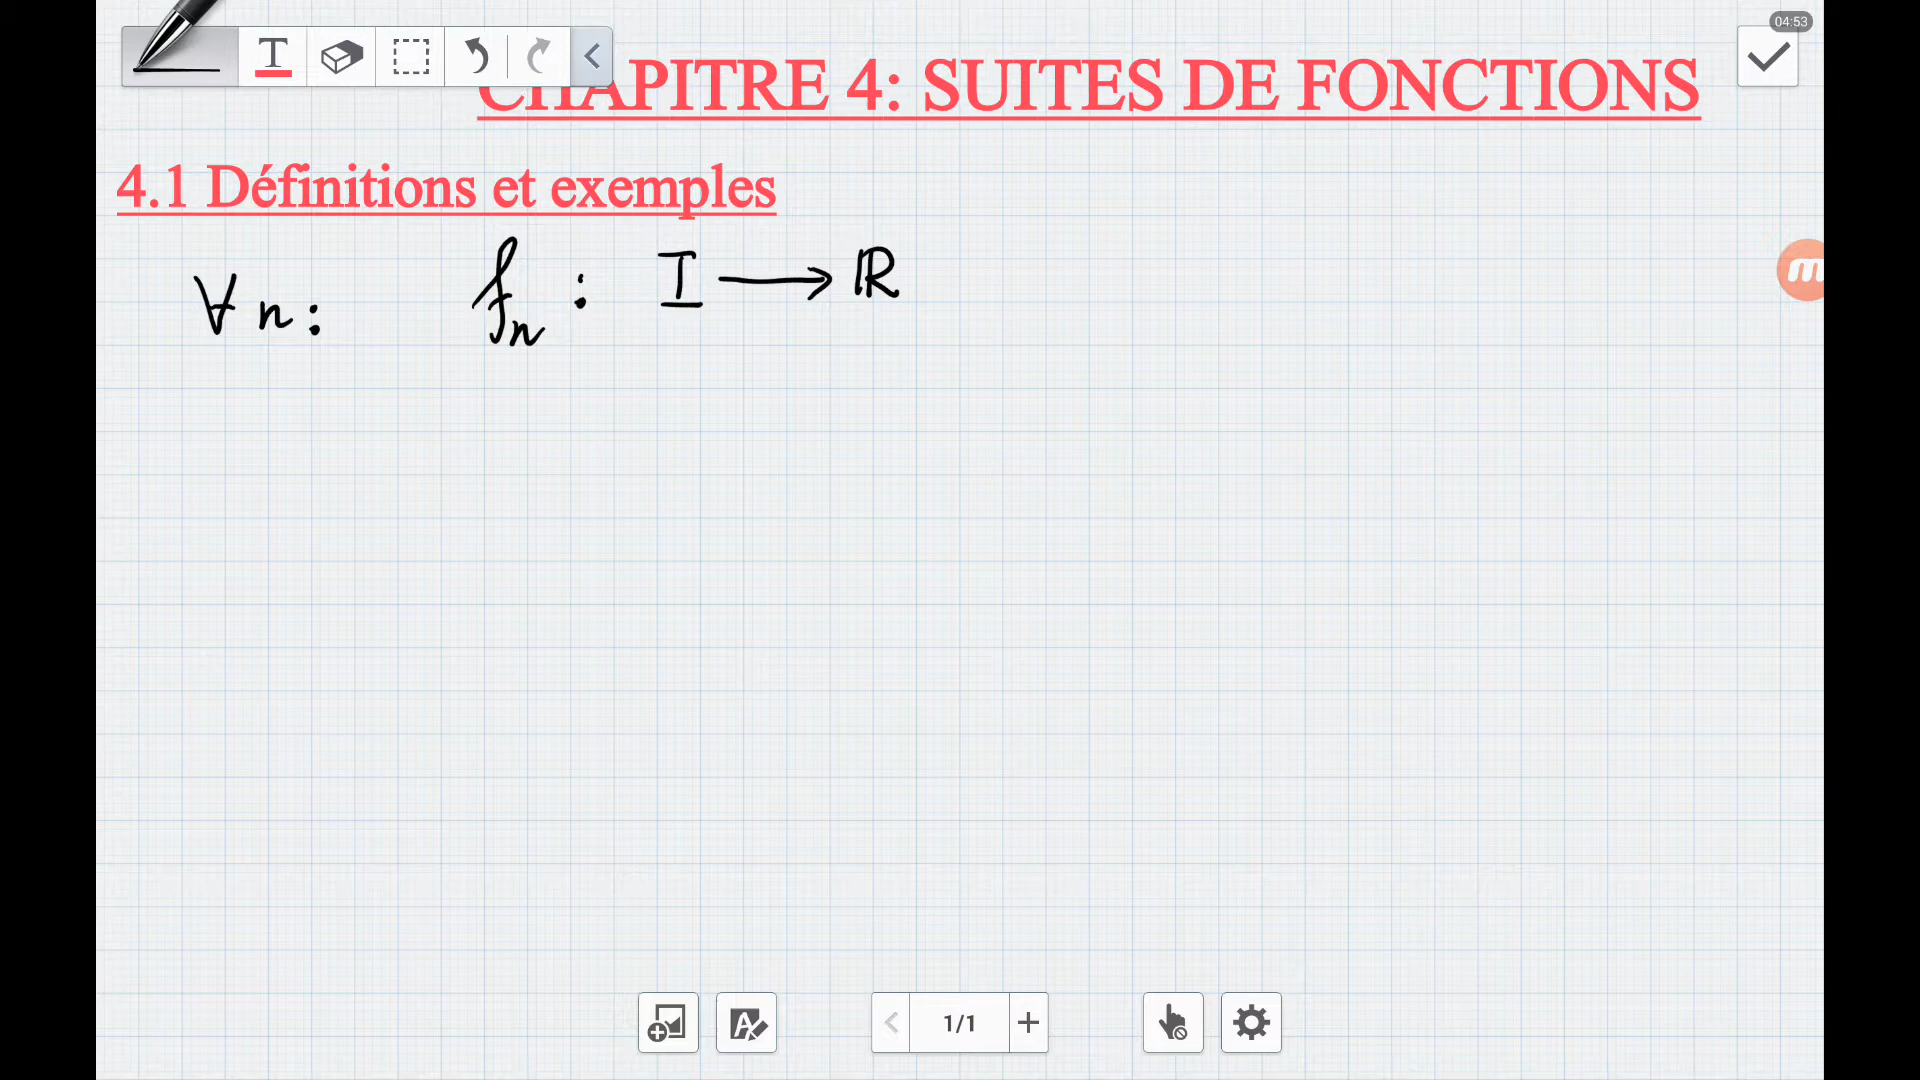 04:53
T
CHAPITRE 4: SUITES DE FONCTIONS
4.1 Définitions et exemples
∀ n: fₙ : I ⟶ ℝ
1/1